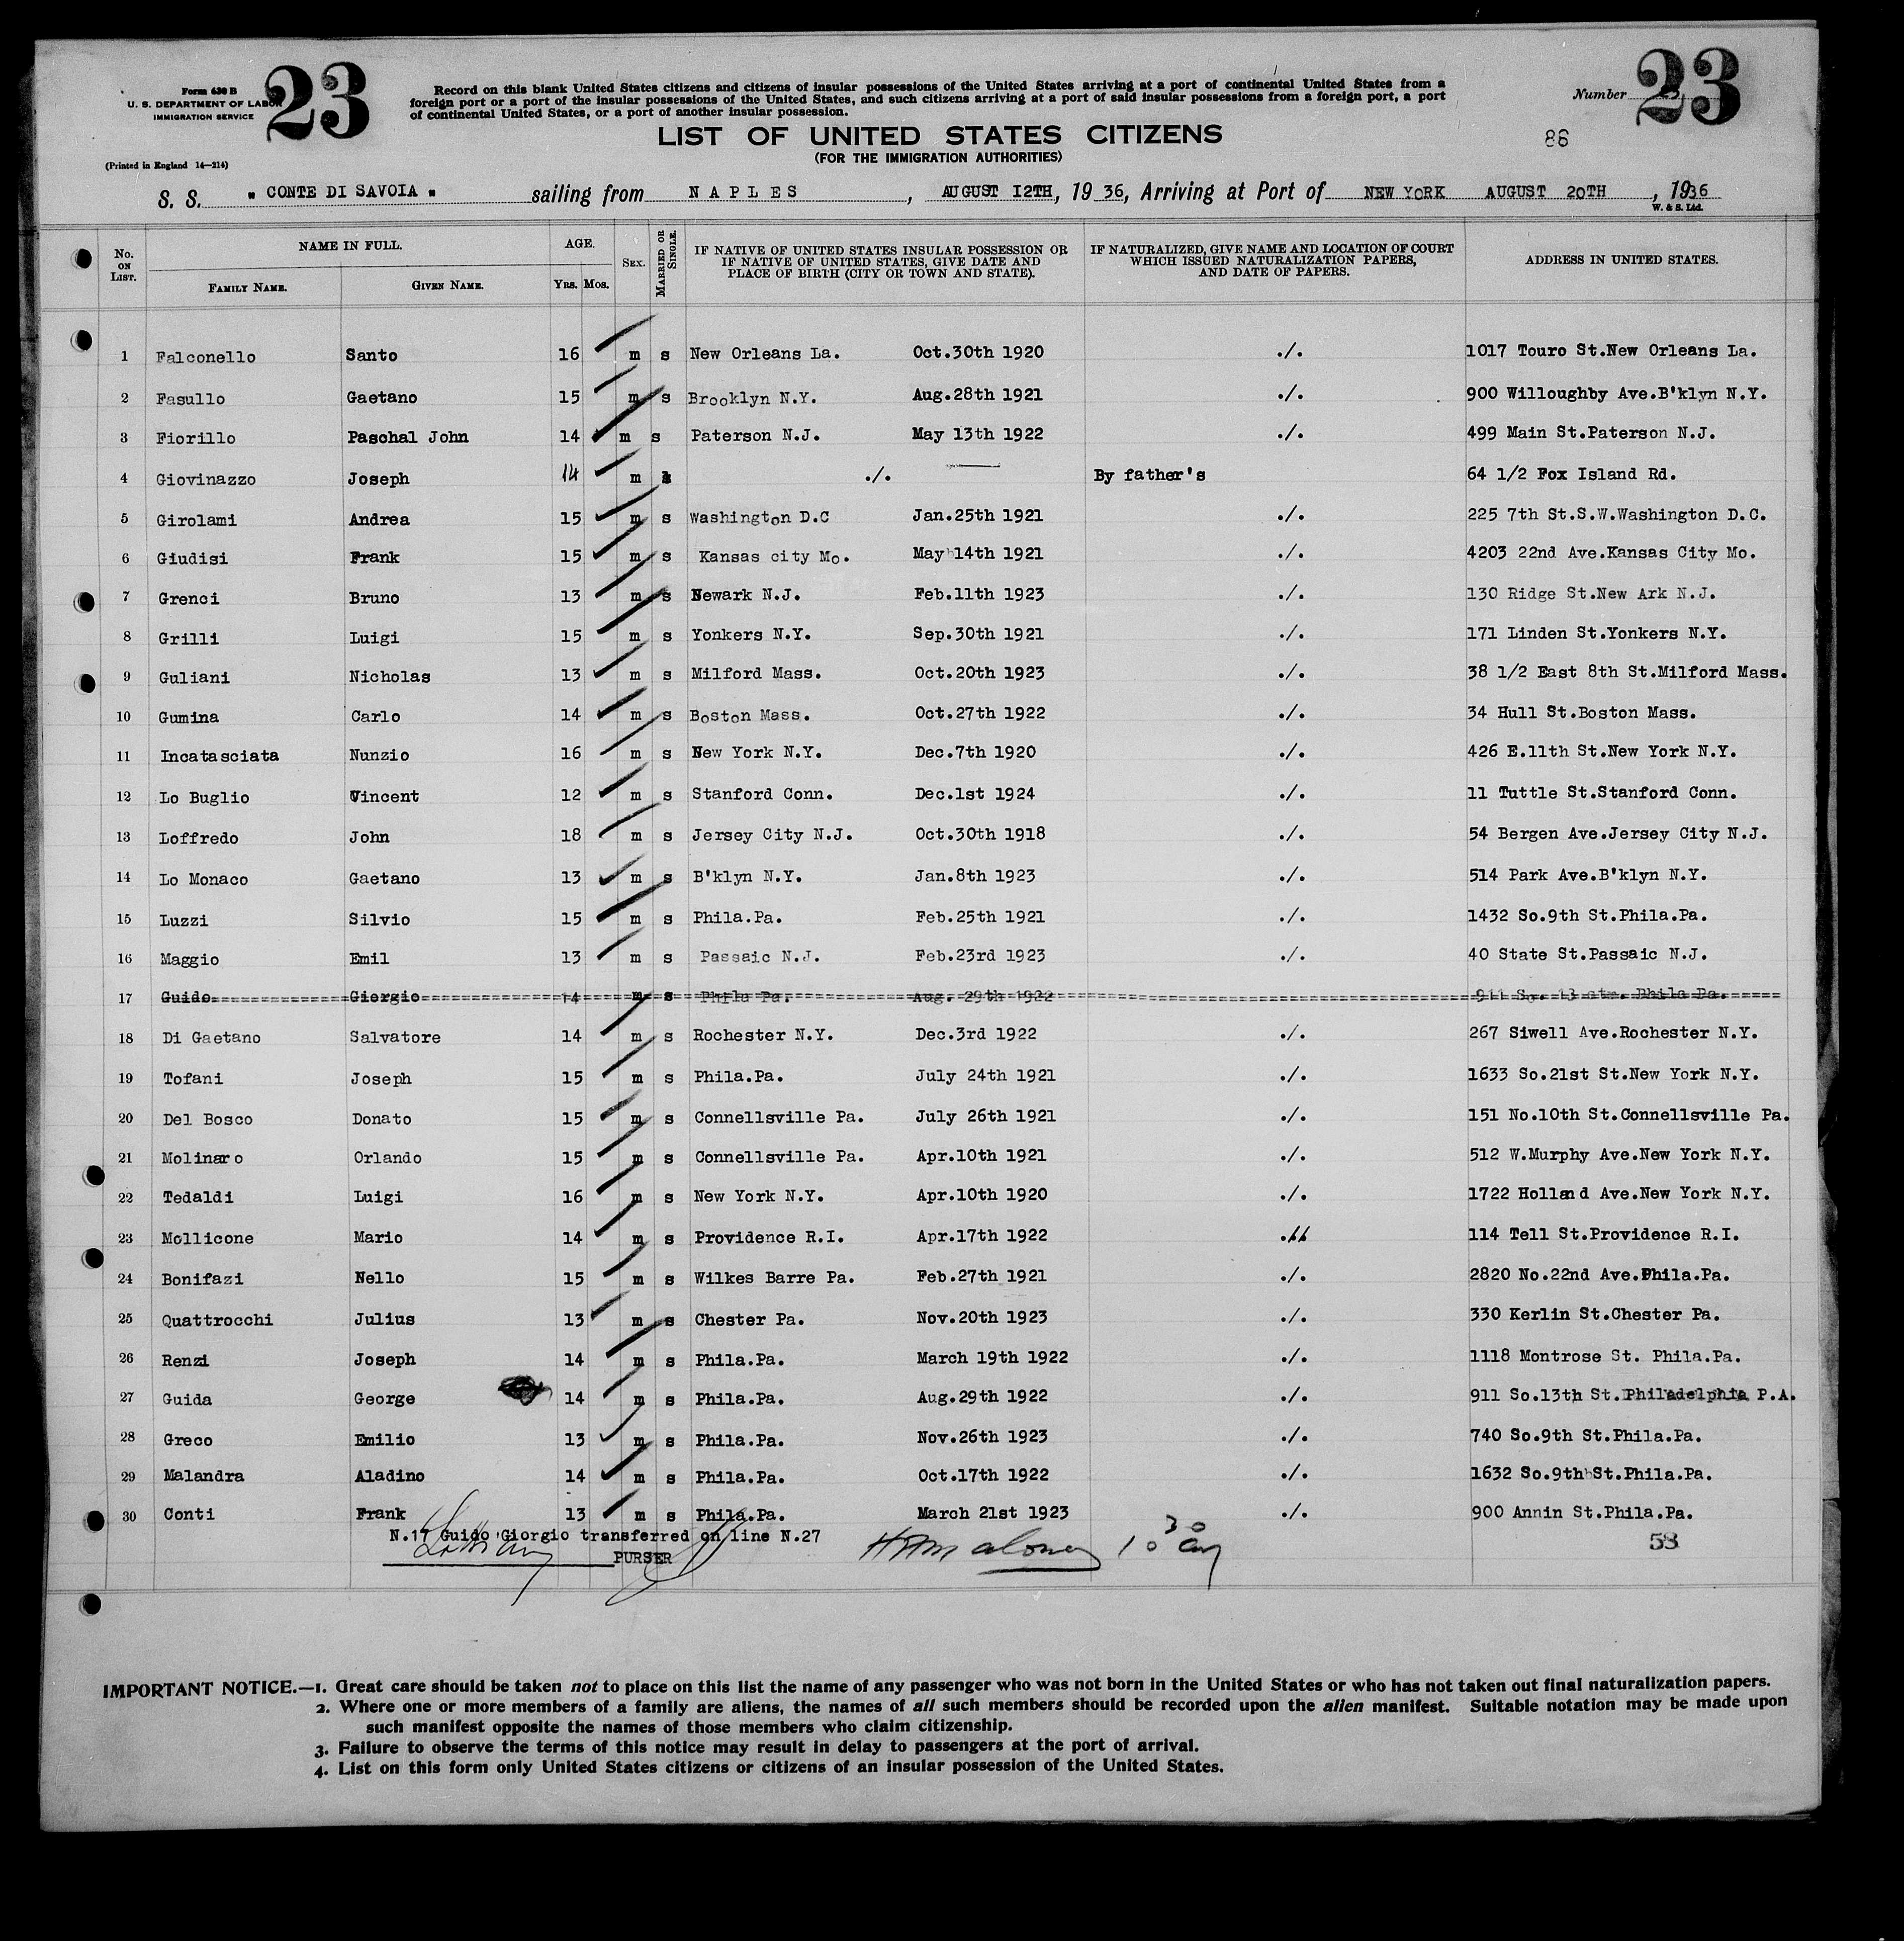 Form 630 B
U. S. DEPARTMENT OF LABOR
IMMIGRATION SERVICE
(Printed in England 14—214)
23
Record on this blank United States citizens and citizens of insular possessions of the United States arriving at a port of continental United States from a
foreign port or a port of the insular possessions of the United States, and such citizens arriving at a port of said insular possessions from a foreign port, a port
of continental United States, or a port of another insular possession.
Number 23
LIST OF UNITED STATES CITIZENS
86
(FOR THE IMMIGRATION AUTHORITIES)
S. S. " CONTE DI SAVOIA " sailing from NAPLES, AUGUST 12TH, 1936, Arriving at Port of NEW YORK AUGUST 20TH, 1936
W. & S. Ltd.
No. ON LIST. NAME IN FULL. FAMILY NAME. GIVEN NAME. AGE. YRS. MOS. SEX. MARRIED OR SINGLE. IF NATIVE OF UNITED STATES INSULAR POSSESSION OR IF NATIVE OF UNITED STATES, GIVE DATE AND PLACE OF BIRTH (CITY OR TOWN AND STATE). IF NATURALIZED, GIVE NAME AND LOCATION OF COURT WHICH ISSUED NATURALIZATION PAPERS, AND DATE OF PAPERS. ADDRESS IN UNITED STATES.
1 Falconello Santo 16 m s New Orleans La. Oct.30th 1920 ./. 1017 Touro St.New Orleans La.
2 Fasullo Gaetano 15 m s Brooklyn N.Y. Aug.28th 1921 ./. 900 Willoughby Ave.B'klyn N.Y.
3 Fiorillo Paschal John 14 m s Paterson N.J. May 13th 1922 ./. 499 Main St.Paterson N.J.
4 Giovinazzo Joseph 14 m ./. By father's 64 1/2 Fox Island Rd.
5 Girolami Andrea 15 m s Washington D.C Jan.25th 1921 ./. 225 7th St.S.W.Washington D.C.
6 Giudisi Frank 15 m s Kansas city Mo. May 14th 1921 ./. 4203 22nd Ave.Kansas City Mo.
7 Grenci Bruno 13 m s Newark N.J. Feb.11th 1923 ./. 130 Ridge St.New Ark N.J.
8 Grilli Luigi 15 m s Yonkers N.Y. Sep.30th 1921 ./. 171 Linden St.Yonkers N.Y.
9 Guliani Nicholas 13 m s Milford Mass. Oct.20th 1923 ./. 38 1/2 East 8th St.Milford Mass.
10 Gumina Carlo 14 m s Boston Mass. Oct.27th 1922 ./. 34 Hull St.Boston Mass.
11 Incatasciata Nunzio 16 m s New York N.Y. Dec.7th 1920 ./. 426 E.11th St.New York N.Y.
12 Lo Buglio Vincent 12 m s Stanford Conn. Dec.1st 1924 ./. 11 Tuttle St.Stanford Conn.
13 Loffredo John 18 m s Jersey City N.J. Oct.30th 1918 ./. 54 Bergen Ave.Jersey City N.J.
14 Lo Monaco Gaetano 13 m s B'klyn N.Y. Jan.8th 1923 ./. 514 Park Ave.B'klyn N.Y.
15 Luzzi Silvio 15 m s Phila.Pa. Feb.25th 1921 ./. 1432 So.9th St.Phila.Pa.
16 Maggio Emil 13 m s Passaic N.J. Feb.23rd 1923 ./. 40 State St.Passaic N.J.
17 Guido Giorgio 14 m s Phila Pa. Aug. 29th 1922 911 So. 13 str. Phila Pa.
18 Di Gaetano Salvatore 14 m s Rochester N.Y. Dec.3rd 1922 ./. 267 Siwell Ave.Rochester N.Y.
19 Tofani Joseph 15 m s Phila.Pa. July 24th 1921 ./. 1633 So.21st St.New York N.Y.
20 Del Bosco Donato 15 m s Connellsville Pa. July 26th 1921 ./. 151 No.10th St.Connellsville Pa.
21 Molinaro Orlando 15 m s Connellsville Pa. Apr.10th 1921 ./. 512 W.Murphy Ave.New York N.Y.
22 Tedaldi Luigi 16 m s New York N.Y. Apr.10th 1920 ./. 1722 Holland Ave.New York N.Y.
23 Mollicone Mario 14 m s Providence R.I. Apr.17th 1922 114 Tell St.Providence R.I.
24 Bonifazi Nello 15 m s Wilkes Barre Pa. Feb.27th 1921 ./. 2820 No.22nd Ave.Phila.Pa.
25 Quattrocchi Julius 13 m s Chester Pa. Nov.20th 1923 ./. 330 Kerlin St.Chester Pa.
26 Renzi Joseph 14 m s Phila.Pa. March 19th 1922 ./. 1118 Montrose St. Phila.Pa.
27 Guida George 14 m s Phila.Pa. Aug.29th 1922 ./. 911 So.13th St.Philadelphia P.A.
28 Greco Emilio 13 m s Phila.Pa. Nov.26th 1923 ./. 740 So.9th St.Phila.Pa.
29 Malandra Aladino 14 m s Phila.Pa. Oct.17th 1922 ./. 1632 So.9th St.Phila.Pa.
30 Conti Frank 13 m s Phila.Pa. March 21st 1923 ./. 900 Annin St.Phila.Pa.
N.17 Guido Giorgio transferred on line N.27
PURSER
10 30
58
IMPORTANT NOTICE.—1. Great care should be taken not to place on this list the name of any passenger who was not born in the United States or who has not taken out final naturalization papers.
2. Where one or more members of a family are aliens, the names of all such members should be recorded upon the alien manifest. Suitable notation may be made upon
such manifest opposite the names of those members who claim citizenship.
3. Failure to observe the terms of this notice may result in delay to passengers at the port of arrival.
4. List on this form only United States citizens or citizens of an insular possession of the United States.